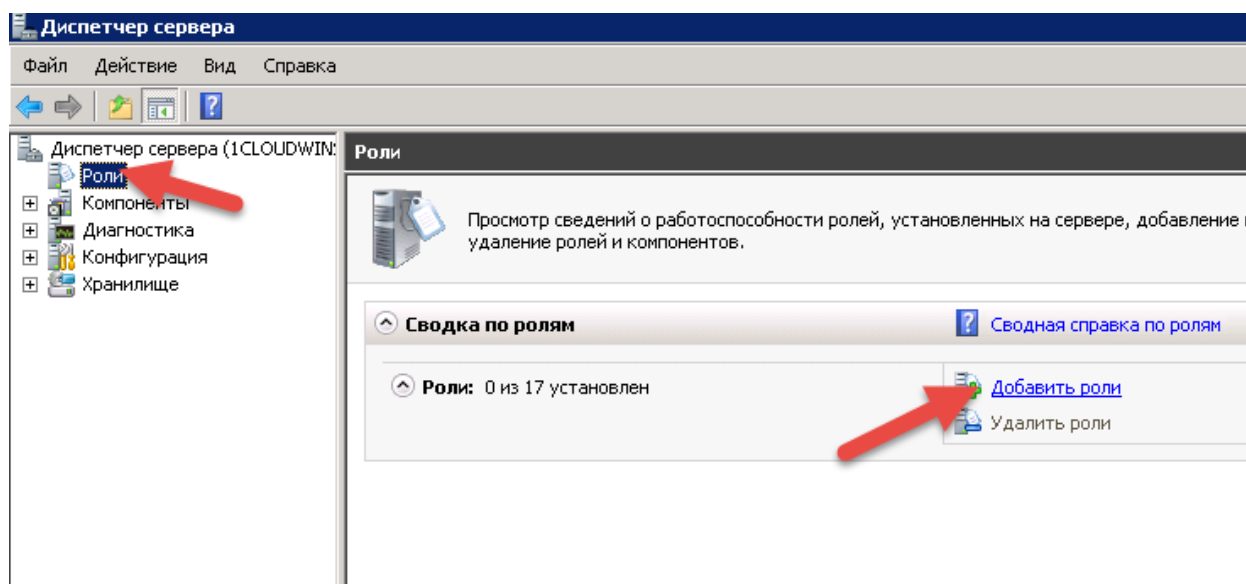 Диспетчер сервера
Файл Действие Вид Справка
Диспетчер сервера (1CLOUDWIN:
Роли
Компоненты
Диагностика
Конфигурация
Хранилище
Роли
Просмотр сведений о работоспособности ролей, установленных на сервере, добавление
удаление ролей и компонентов.
Сводка по ролям
Сводная справка по ролям
Роли: 0 из 17 установлен
Добавить роли
Удалить роли